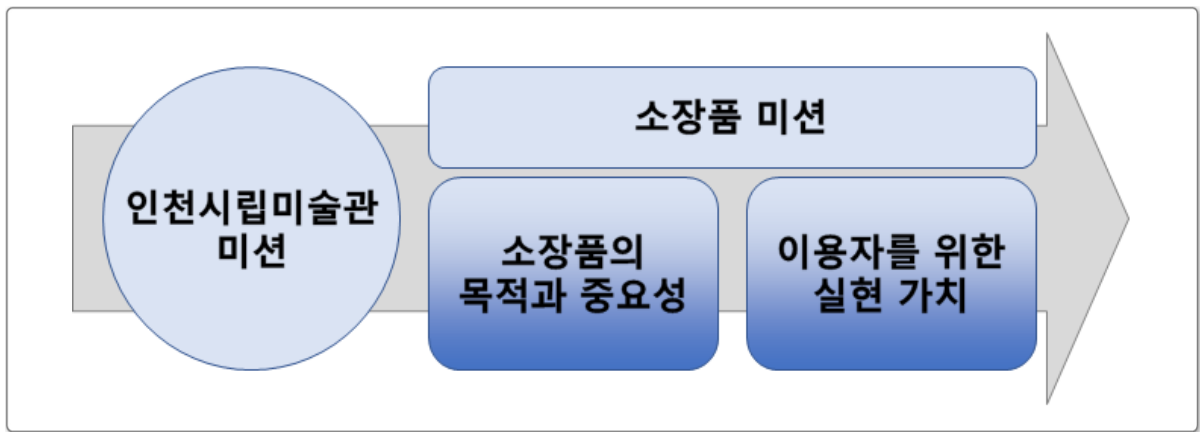 인천시립미술관
미션
소장품 미션
소장품의
목적과 중요성
이용자를 위한
실현 가치